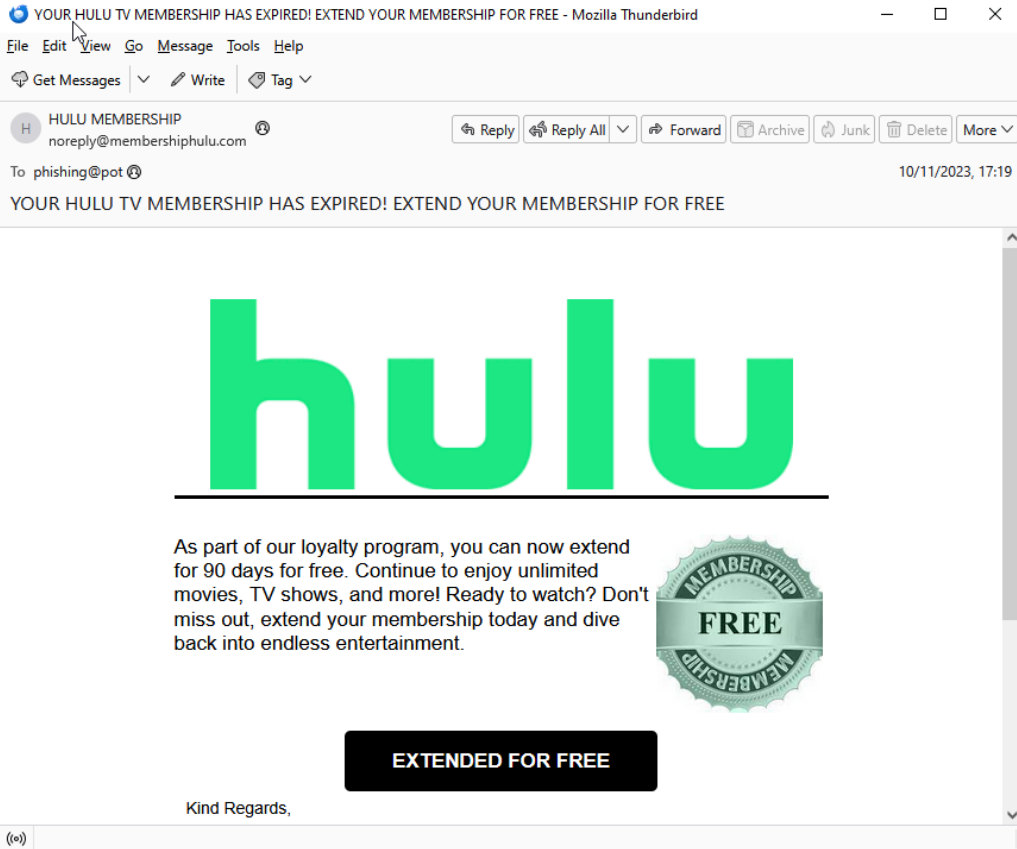 YOUR HULU TV MEMBERSHIP HAS EXPIRED! EXTEND YOUR MEMBERSHIP FOR FREE - Mozilla Thunderbird
File Edit View Go Message Tools Help
Get Messages Write Tag
H
HULU MEMBERSHIP
noreply@membershiphulu.com
Reply Reply All Forward Archive Junk Delete More
To phishing@pot
10/11/2023, 17:19
YOUR HULU TV MEMBERSHIP HAS EXPIRED! EXTEND YOUR MEMBERSHIP FOR FREE
hulu
As part of our loyalty program, you can now extend
for 90 days for free. Continue to enjoy unlimited
movies, TV shows, and more! Ready to watch? Don't
miss out, extend your membership today and dive
back into endless entertainment.
MEMBERSHIP
FREE
MEMBERSHIP
EXTENDED FOR FREE
Kind Regards,